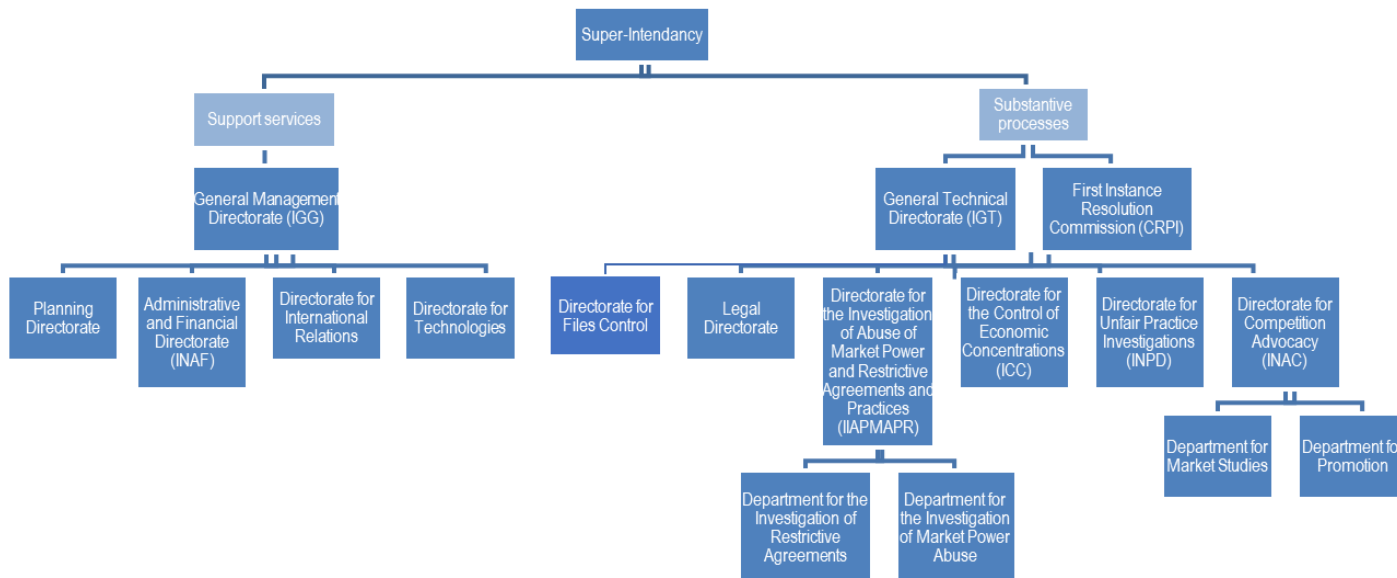 Super-Intendancy
Support services
Substantive
processes
General Management
Directorate (IGG)
General Technical
Directorate (IGT)
First Instance
Resolution
Commission (CRPI)
Planning
Directorate
Administrative
and Financial
Directorate
(INAF)
Directorate for
International
Relations
Directorate for
Technologies
Directorate for
Files Control
Legal
Directorate
Directorate for
the Investigation
of Abuse of
Market Power
and Restrictive
Agreements and
Practices
(IIAPMAPR)
Directorate for
the Control of
Economic
Concentrations
(ICC)
Directorate for
Unfair Practice
Investigations
(INPD)
Directorate for
Competition
Advocacy
(INAC)
Department for
Market Studies
Department for
Promotion
Department for the
Investigation of
Restrictive
Agreements
Department for
the Investigation
of Market Power
Abuse